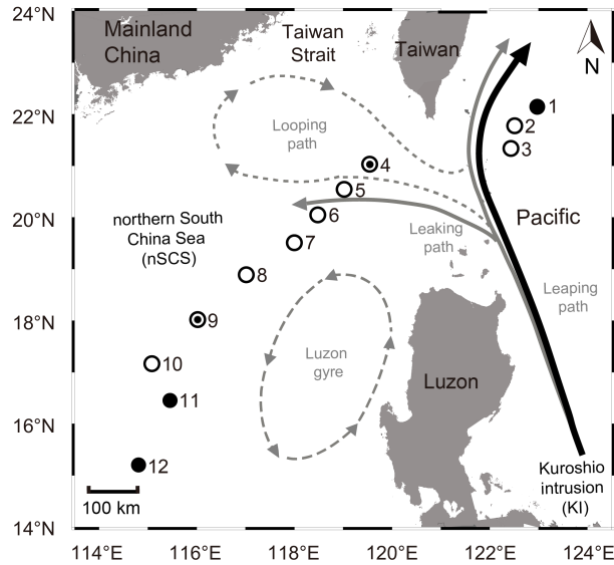 24°N
22°N
20°N
18°N
16°N
14°N
114°E
116°E
118°E
120°E
122°E
124°E
Mainland
China
Taiwan
Strait
Taiwan
N
1
2
3
Looping
path
4
5
6
7
8
9
10
11
12
northern South
China Sea
(nSCS)
Leaking
path
Pacific
Leaping
path
Luzon
gyre
Luzon
Kuroshio
intrusion
(KI)
100 km